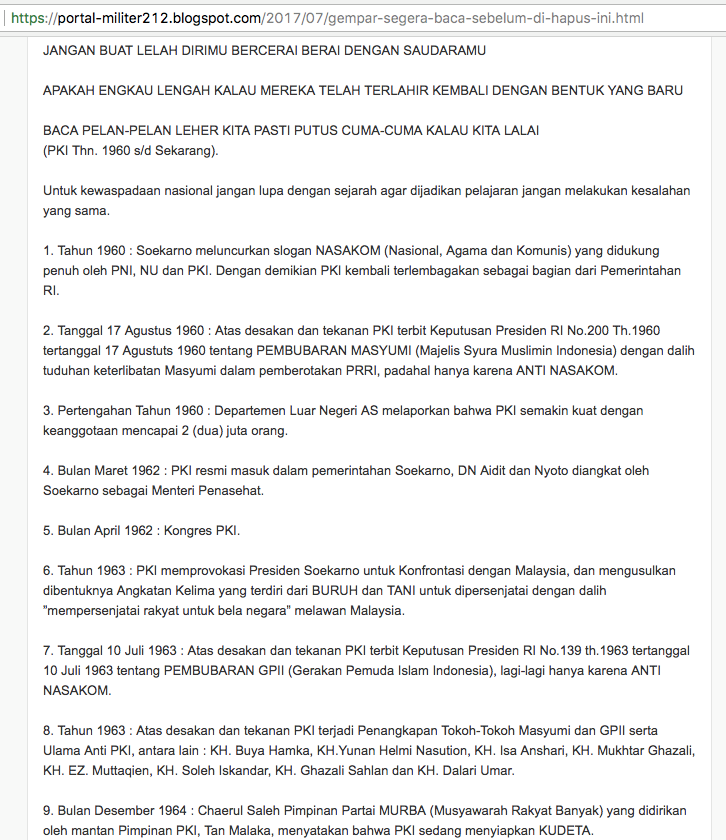 https://portal-militer212.blogspot.com/2017/07/gempar-segera-baca-sebelum-di-hapus-ini.html
JANGAN BUAT LELAH DIRIMU BERCERAI BERAI DENGAN SAUDARAMU
APAKAH ENGKAU LENGAH KALAU MEREKA TELAH TERLAHIR KEMBALI DENGAN BENTUK YANG BARU
BACA PELAN-PELAN LEHER KITA PASTI PUTUS CUMA-CUMA KALAU KITA LALAI
(PKI Thn. 1960 s/d Sekarang).
Untuk kewaspadaan nasional jangan lupa dengan sejarah agar dijadikan pelajaran jangan melakukan kesalahan
yang sama.
1. Tahun 1960 : Soekarno meluncurkan slogan NASAKOM (Nasional, Agama dan Komunis) yang didukung
penuh oleh PNI, NU dan PKI. Dengan demikian PKI kembali terlembagakan sebagai bagian dari Pemerintahan
RI.
2. Tanggal 17 Agustus 1960 : Atas desakan dan tekanan PKI terbit Keputusan Presiden RI No.200 Th.1960
tertanggal 17 Agustuts 1960 tentang PEMBUBARAN MASYUMI (Majelis Syura Muslimin Indonesia) dengan dalih
tuduhan keterlibatan Masyumi dalam pemberotakan PRRI, padahal hanya karena ANTI NASAKOM.
3. Pertengahan Tahun 1960 : Departemen Luar Negeri AS melaporkan bahwa PKI semakin kuat dengan
keanggotaan mencapai 2 (dua) juta orang.
4. Bulan Maret 1962 : PKI resmi masuk dalam pemerintahan Soekarno, DN Aidit dan Nyoto diangkat oleh
Soekarno sebagai Menteri Penasehat.
5. Bulan April 1962 : Kongres PKI.
6. Tahun 1963 : PKI memprovokasi Presiden Soekarno untuk Konfrontasi dengan Malaysia, dan mengusulkan
dibentuknya Angkatan Kelima yang terdiri dari BURUH dan TANI untuk dipersenjatai dengan dalih
”mempersenjatai rakyat untuk bela negara” melawan Malaysia.
7. Tanggal 10 Juli 1963 : Atas desakan dan tekanan PKI terbit Keputusan Presiden RI No.139 th.1963 tertanggal
10 Juli 1963 tentang PEMBUBARAN GPII (Gerakan Pemuda Islam Indonesia), lagi-lagi hanya karena ANTI
NASAKOM.
8. Tahun 1963 : Atas desakan dan tekanan PKI terjadi Penangkapan Tokoh-Tokoh Masyumi dan GPII serta
Ulama Anti PKI, antara lain : KH. Buya Hamka, KH.Yunan Helmi Nasution, KH. Isa Anshari, KH. Mukhtar Ghazali,
KH. EZ. Muttaqien, KH. Soleh Iskandar, KH. Ghazali Sahlan dan KH. Dalari Umar.
9. Bulan Desember 1964 : Chaerul Saleh Pimpinan Partai MURBA (Musyawarah Rakyat Banyak) yang didirikan
oleh mantan Pimpinan PKI, Tan Malaka, menyatakan bahwa PKI sedang menyiapkan KUDETA.